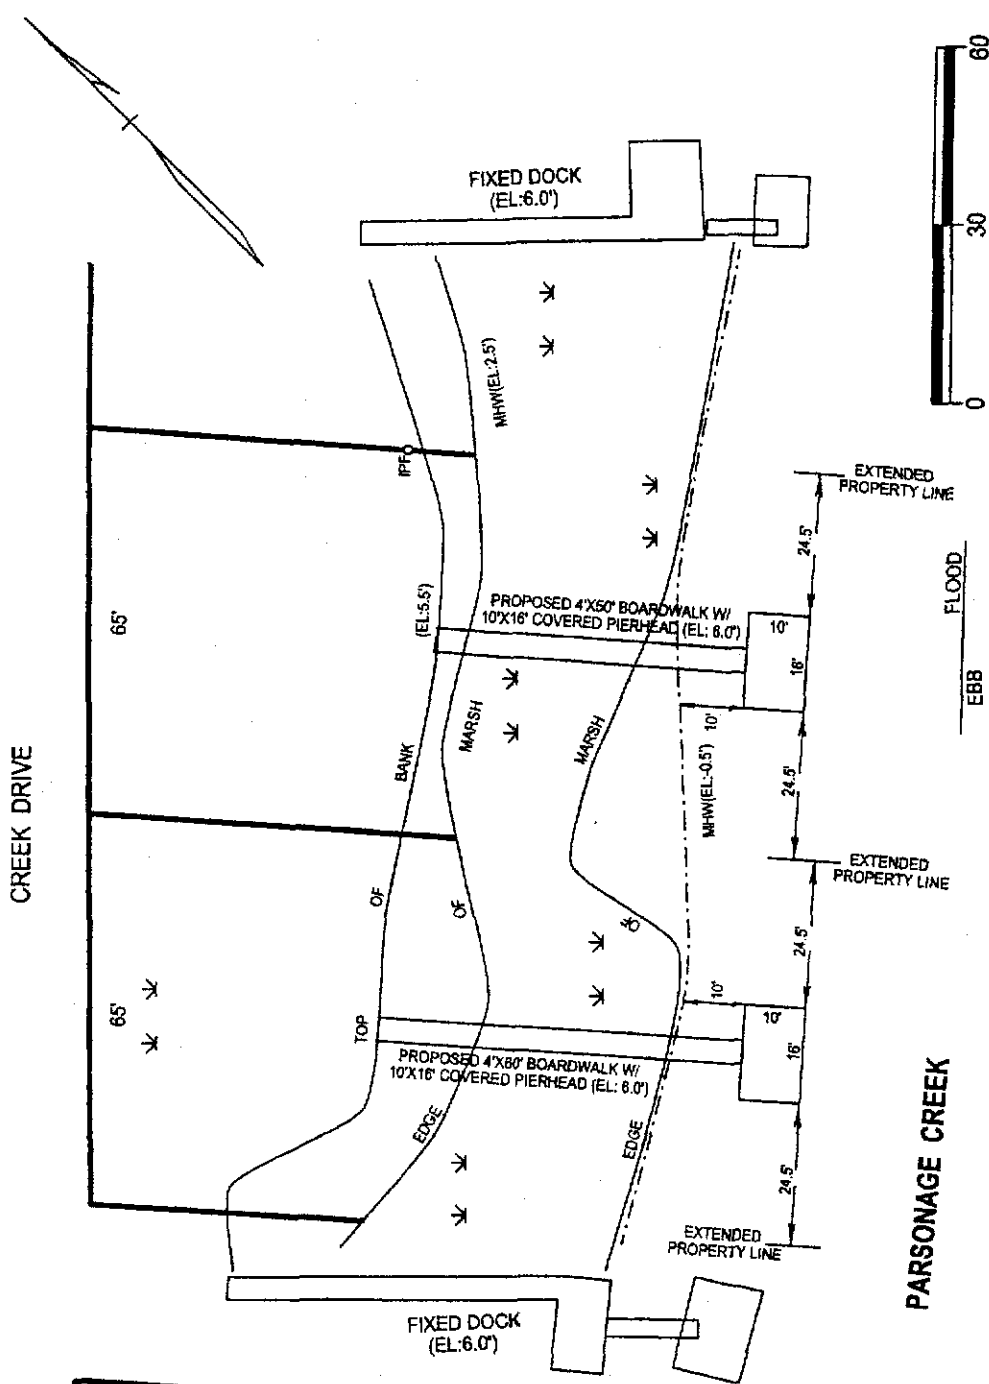 FIXED DOCK
(EL:6.0')
60
30
0
MHW(EL:2.5')
IPF
EXTENDED
PROPERTY LINE
24.5'
FLOOD
EBB
65'
(EL:5.5')
PROPOSED 4'X50' BOARDWALK W/
10'X16' COVERED PIERHEAD (EL: 6.0')
10'
16'
10'
MARSH
BANK
MARSH
MHW(EL:-0.5')
24.5'
CREEK DRIVE
EXTENDED
PROPERTY LINE
OF
OF
OF
24.5'
65'
10'
10'
16'
TOP
PROPOSED 4'X60' BOARDWALK W/
10'X16' COVERED PIERHEAD (EL: 6.0')
EDGE
EDGE
24.5'
PARSONAGE CREEK
EXTENDED
PROPERTY LINE
FIXED DOCK
(EL:6.0')